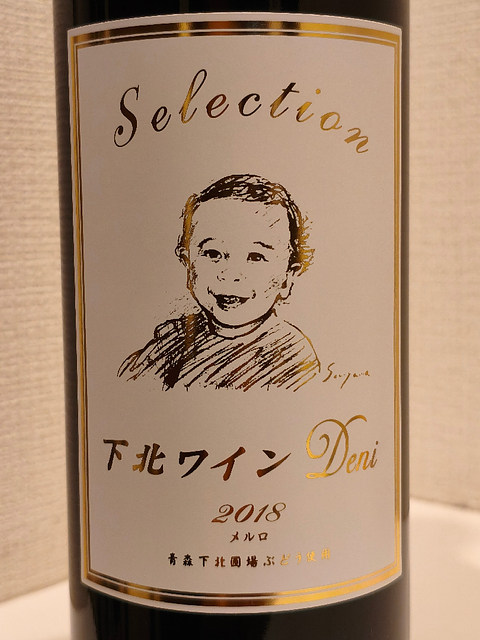 Selection
下北ワイン Deni
2018
メルロ
青森下北圃場ぶどう使用